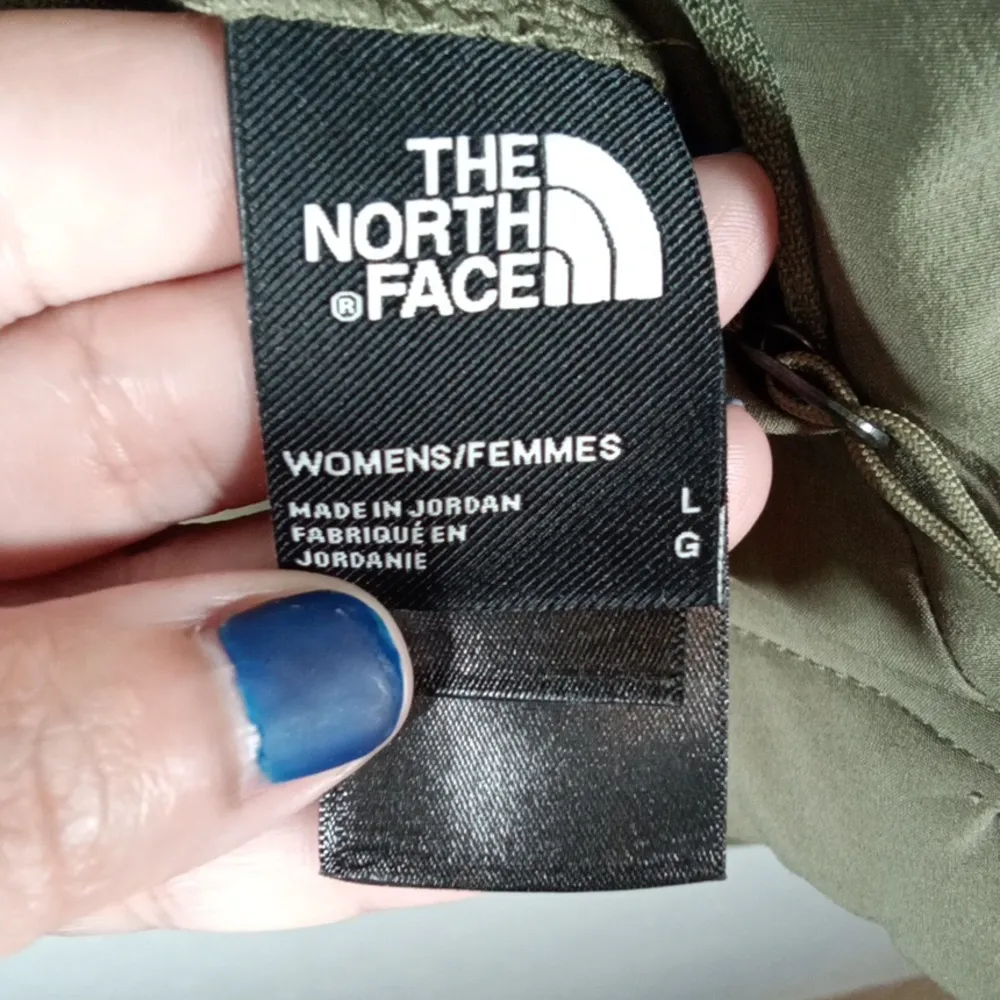 THE
NORTH
®FACE
WOMENS/FEMMES
MADE IN JORDAN L
FABRIQUÉ EN G
JORDANIE